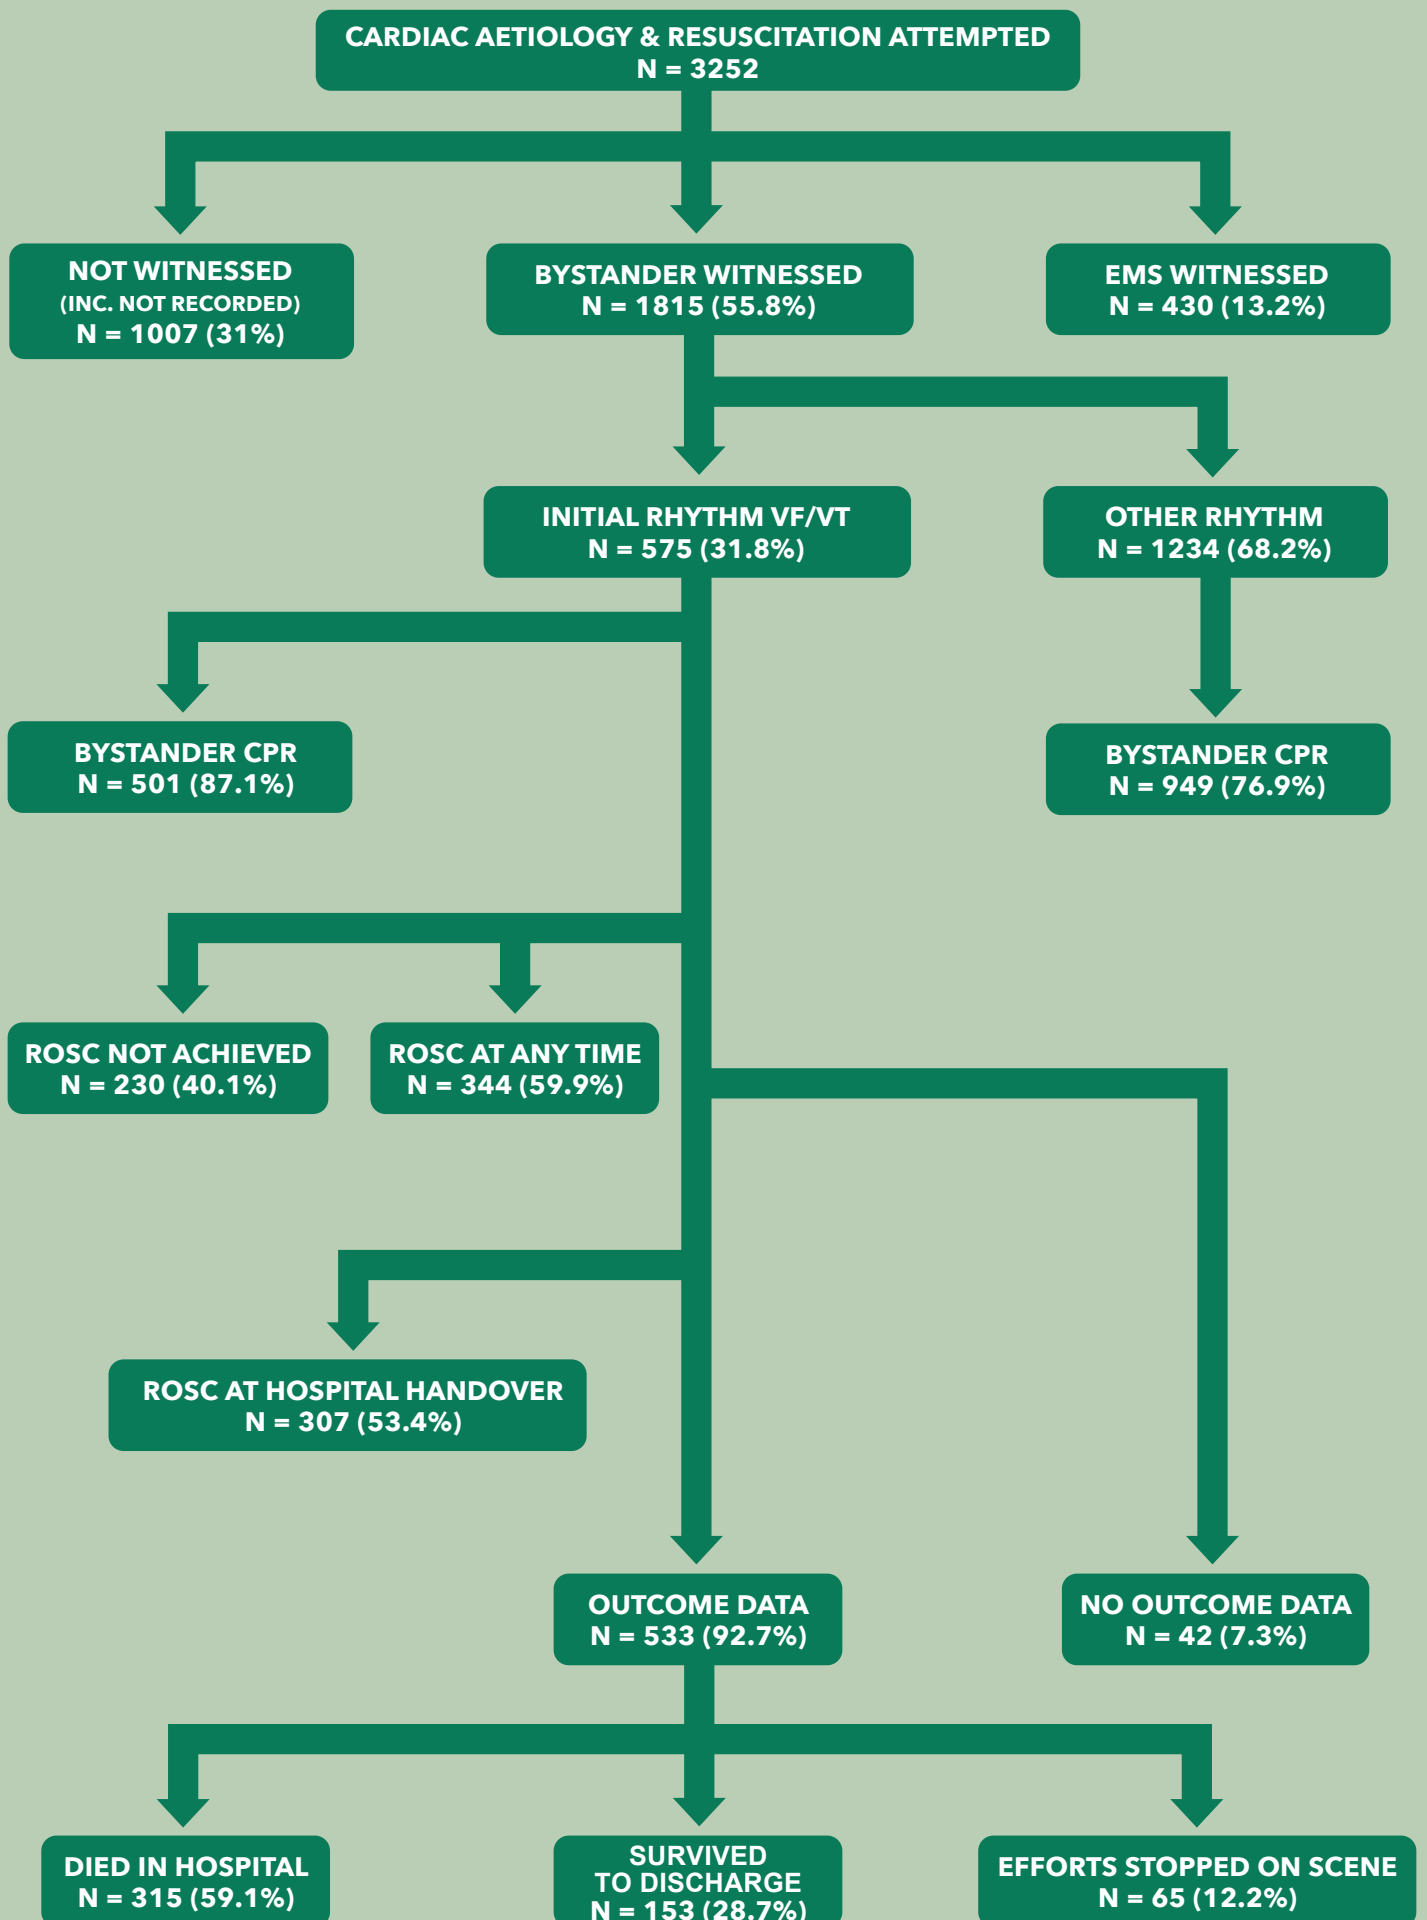 CARDIAC AETIOLOGY & RESUSCITATION ATTEMPTED
N = 3252
NOT WITNESSED
(INC. NOT RECORDED)
N = 1007 (31%)
BYSTANDER WITNESSED
N = 1815 (55.8%)
EMS WITNESSED
N = 430 (13.2%)
INITIAL RHYTHM VF/VT
N = 575 (31.8%)
OTHER RHYTHM
N = 1234 (68.2%)
BYSTANDER CPR
N = 501 (87.1%)
BYSTANDER CPR
N = 949 (76.9%)
ROSC NOT ACHIEVED
N = 230 (40.1%)
ROSC AT ANY TIME
N = 344 (59.9%)
ROSC AT HOSPITAL HANDOVER
N = 307 (53.4%)
OUTCOME DATA
N = 533 (92.7%)
NO OUTCOME DATA
N = 42 (7.3%)
DIED IN HOSPITAL
N = 315 (59.1%)
SURVIVED
TO DISCHARGE
N = 153 (28.7%)
EFFORTS STOPPED ON SCENE
N = 65 (12.2%)